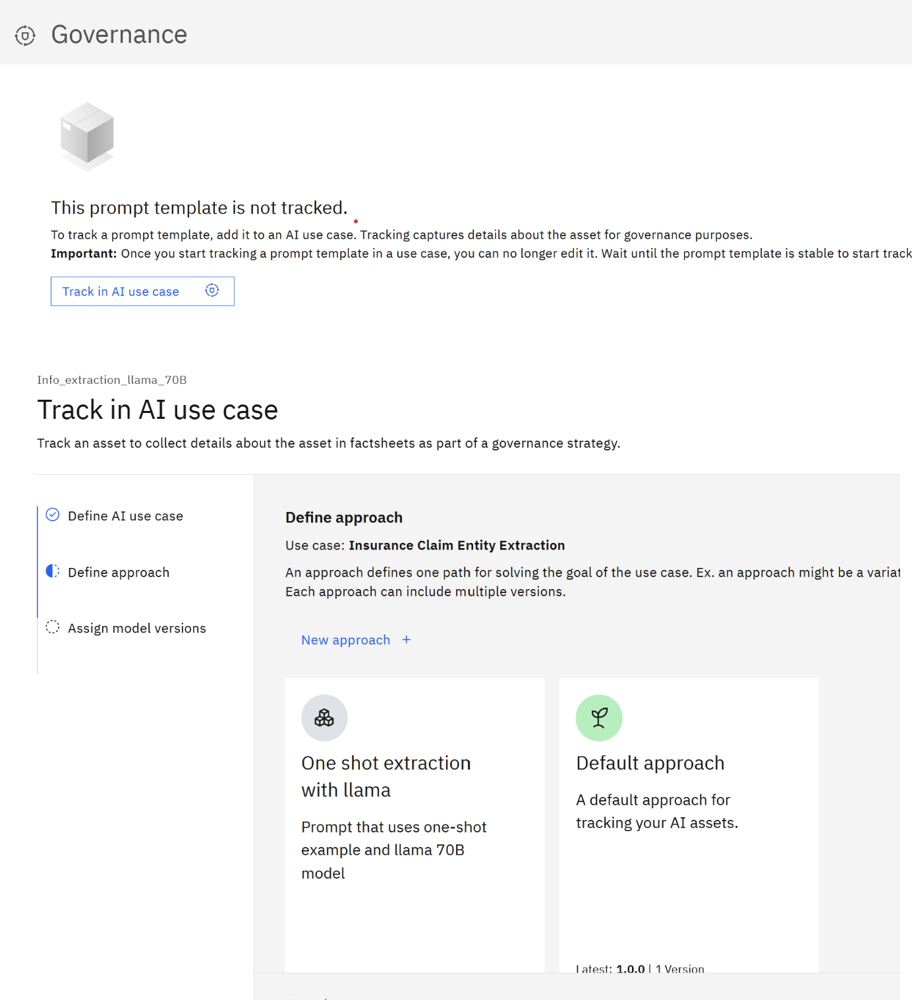 Governance
This prompt template is not tracked.
To track a prompt template, add it to an AI use case. Tracking captures details about the asset for governance purposes.
Important: Once you start tracking a prompt template in a use case, you can no longer edit it. Wait until the prompt template is stable to start track
Track in AI use case
Info_extraction_llama_70B
Track in AI use case
Track an asset to collect details about the asset in factsheets as part of a governance strategy.
Define AI use case
Define approach
Assign model versions
Define approach
Use case: Insurance Claim Entity Extraction
An approach defines one path for solving the goal of the use case. Ex. an approach might be a variat
Each approach can include multiple versions.
New approach +
One shot extraction
with llama
Prompt that uses one-shot
example and llama 70B
model
Default approach
A default approach for
tracking your AI assets.
Latest: 1.0.0 | 1 Version